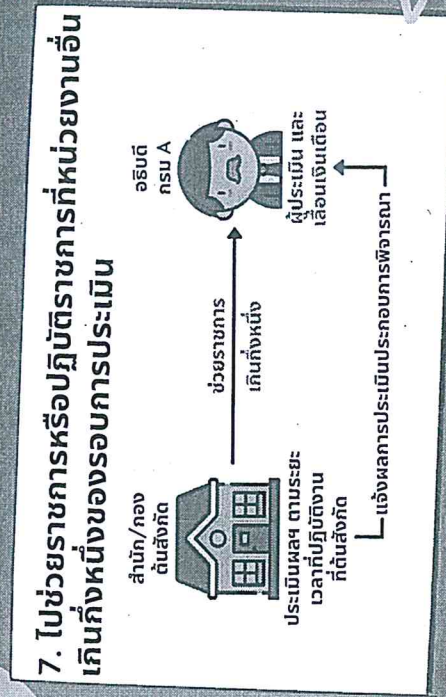 7. ไปช่วยราชการหรือปฏิบัติราชการที่หน่วยงานอื่น
เกินกึ่งหนึ่งของรอบการประเมิน
สำนัก/กอง
ต้นสังกัด
ประเมินผลฯ ตามระยะ
เวลาที่ปฏิบัติงาน
ที่ต้นสังกัด
ช่วยราชการ
เกินกึ่งหนึ่ง
อธิบดี
กรม A
ผู้ประเมิน และ
เลื่อนเงินเดือน
แจ้งผลการประเมินประกอบการพิจารณา